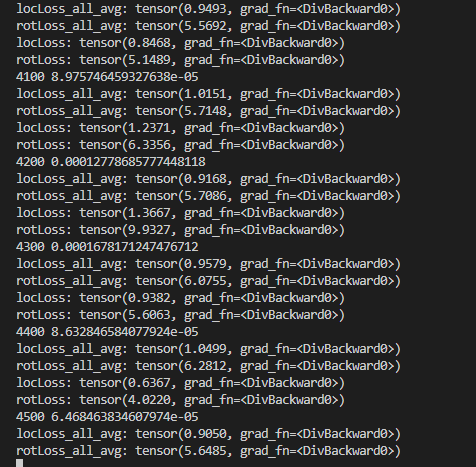 locLoss_all_avg: tensor(0.9493, grad_fn=<DivBackward0>)
rotLoss_all_avg: tensor(5.5692, grad_fn=<DivBackward0>)
locLoss: tensor(0.8468, grad_fn=<DivBackward0>)
rotLoss: tensor(5.1489, grad_fn=<DivBackward0>)
4100 8.975746459327638e-05
locLoss_all_avg: tensor(1.0151, grad_fn=<DivBackward0>)
rotLoss_all_avg: tensor(5.7148, grad_fn=<DivBackward0>)
locLoss: tensor(1.2371, grad_fn=<DivBackward0>)
rotLoss: tensor(6.3356, grad_fn=<DivBackward0>)
4200 0.00012778685777448118
locLoss_all_avg: tensor(0.9168, grad_fn=<DivBackward0>)
rotLoss_all_avg: tensor(5.7086, grad_fn=<DivBackward0>)
locLoss: tensor(1.3667, grad_fn=<DivBackward0>)
rotLoss: tensor(9.9327, grad_fn=<DivBackward0>)
4300 0.0001678171247476712
locLoss_all_avg: tensor(0.9579, grad_fn=<DivBackward0>)
rotLoss_all_avg: tensor(6.0755, grad_fn=<DivBackward0>)
locLoss: tensor(0.9382, grad_fn=<DivBackward0>)
rotLoss: tensor(5.6063, grad_fn=<DivBackward0>)
4400 8.632846584077924e-05
locLoss_all_avg: tensor(1.0499, grad_fn=<DivBackward0>)
rotLoss_all_avg: tensor(6.2812, grad_fn=<DivBackward0>)
locLoss: tensor(0.6367, grad_fn=<DivBackward0>)
rotLoss: tensor(4.0220, grad_fn=<DivBackward0>)
4500 6.468463834607974e-05
locLoss_all_avg: tensor(0.9050, grad_fn=<DivBackward0>)
rotLoss_all_avg: tensor(5.6485, grad_fn=<DivBackward0>)